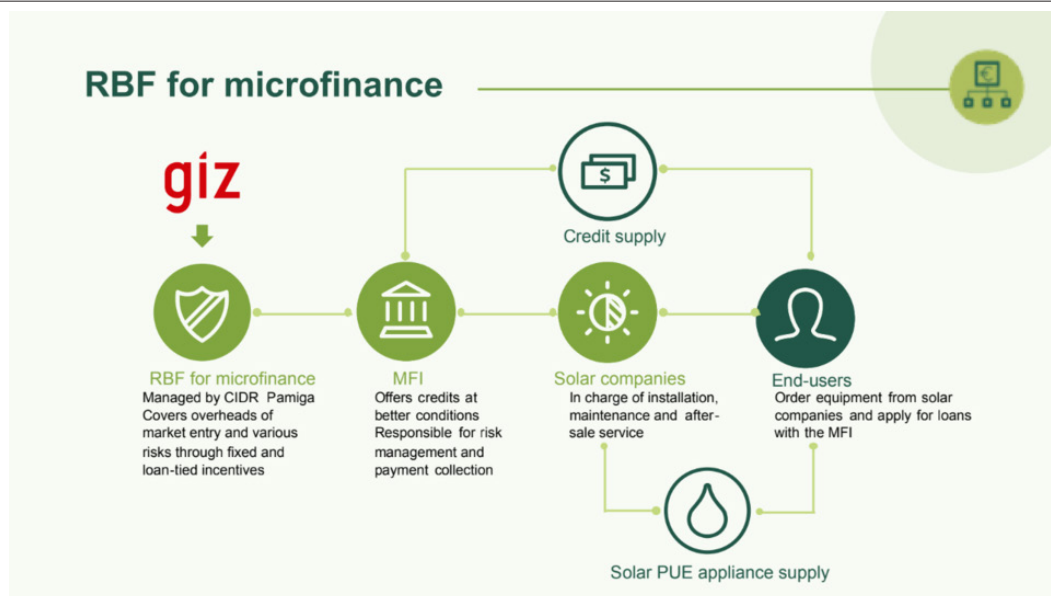 RBF for microfinance
€
giz
$
Credit supply
RBF for microfinance
Managed by CIDR Pamiga
Covers overheads of
market entry and various
risks through fixed and
loan-tied incentives
MFI
Offers credits at
better conditions
Responsible for risk
management and
payment collection
Solar companies
In charge of installation,
maintenance and after-
sale service
End-users
Order equipment from solar
companies and apply for loans
with the MFI
Solar PUE appliance supply